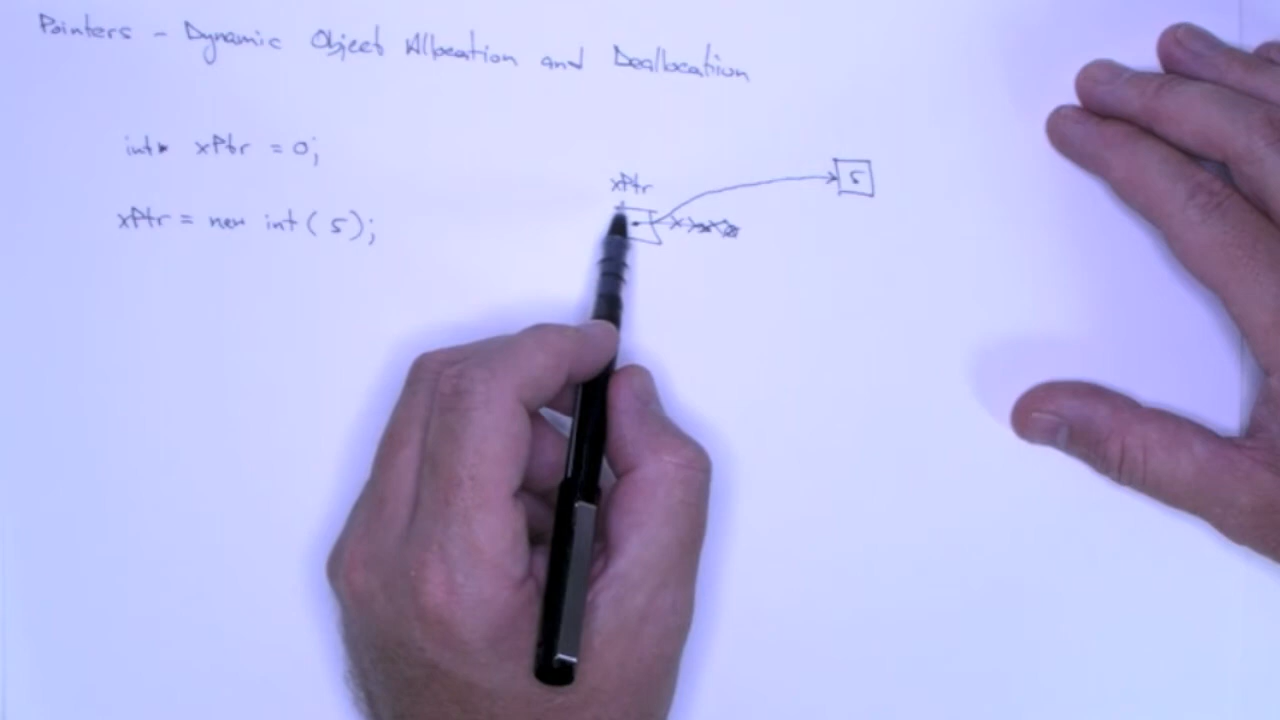 Pointers - Dynamic Object Allocation and Deallocation
int* xPtr = 0;
xPtr
5
xPtr = new int( 5);